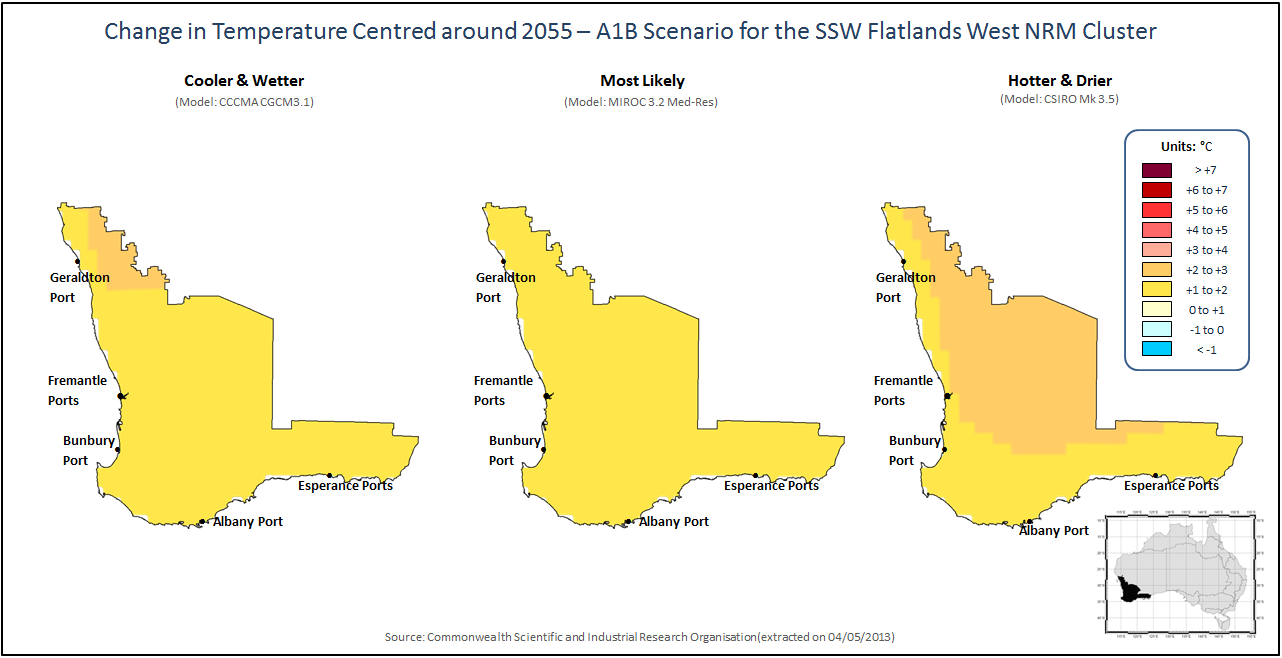 Change in Temperature Centred around 2055 – A1B Scenario for the SSW Flatlands West NRM Cluster
Cooler & Wetter
(Model: CCCMA CGCM3.1)
Most Likely
(Model: MIROC 3.2 Med-Res)
Hotter & Drier
(Model: CSIRO Mk 3.5)
Units: °C
> +7
+6 to +7
+5 to +6
+4 to +5
+3 to +4
+2 to +3
+1 to +2
0 to +1
-1 to 0
< -1
Geraldton
Port
Fremantle
Ports
Bunbury
Port
Esperance Ports
Albany Port
Geraldton
Port
Fremantle
Ports
Bunbury
Port
Esperance Ports
Albany Port
Geraldton
Port
Fremantle
Ports
Bunbury
Port
Esperance Ports
Albany Port
Source: Commonwealth Scientific and Industrial Research Organisation(extracted on 04/05/2013)